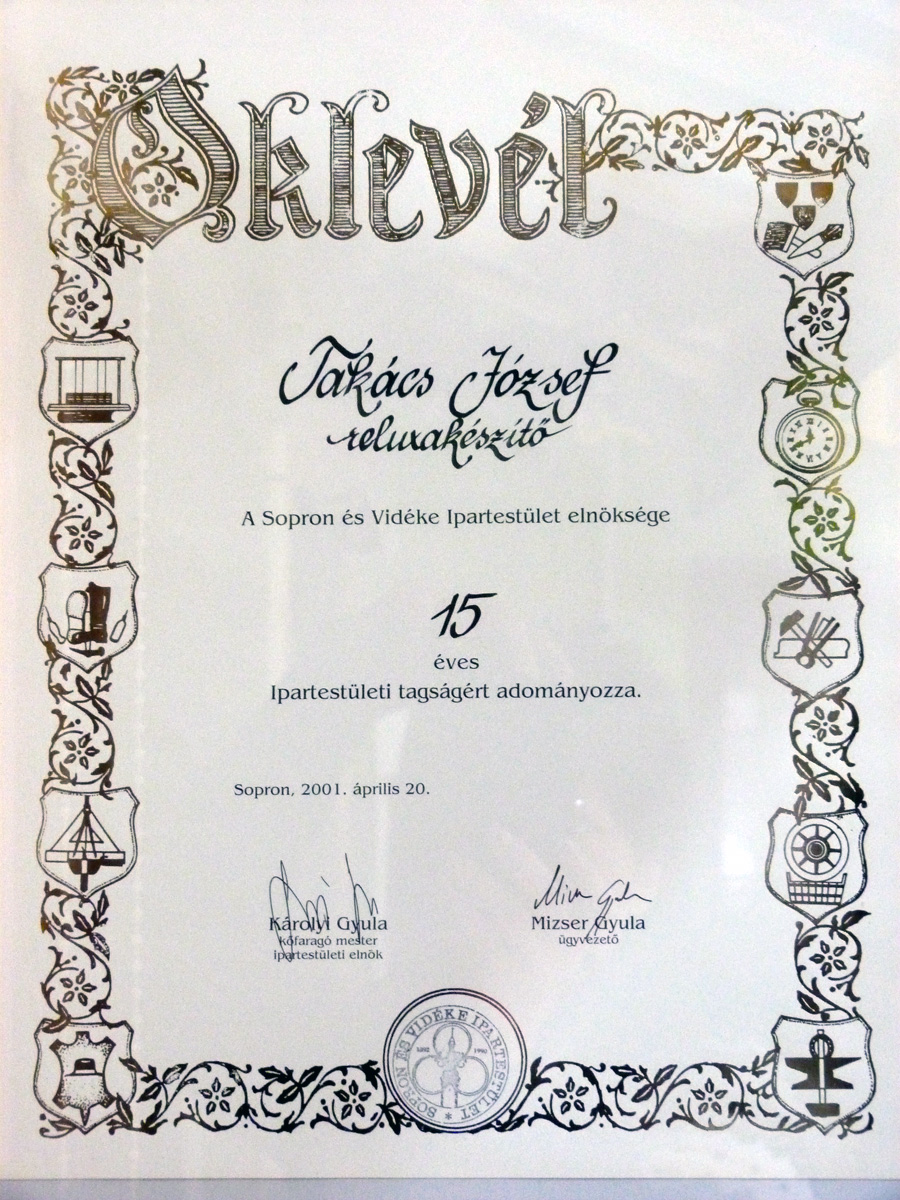 Oklevél
Takács József
reluxakészítő
A Sopron és Vidéke Ipartestület elnöksége
15
éves
Ipartestületi tagságért adományozza.
Sopron, 2001. április 20.
Károlyi Gyula
kőfaragó mester
ipartestületi elnök
Mizser Gyula
ügyvezető
SOPRON ÉS VIDÉKE IPARTESTÜLET *